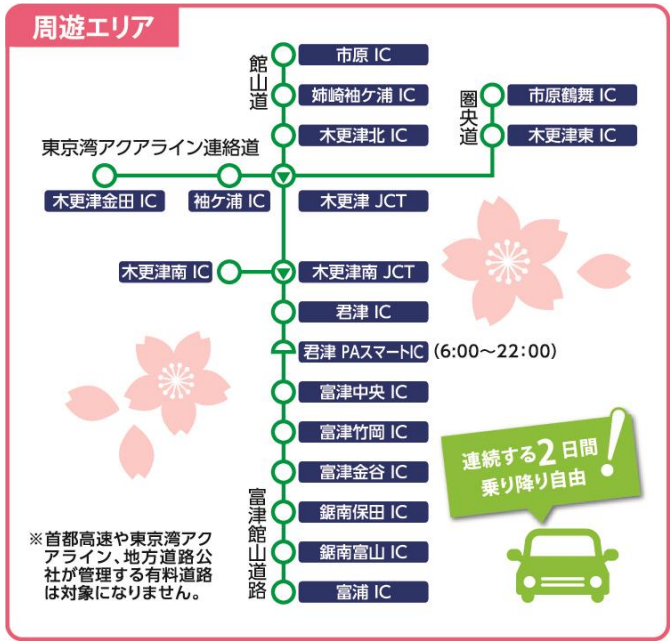 周遊エリア
館山道
市原 IC
姉崎袖ケ浦 IC
木更津北 IC
圏央道
市原鶴舞 IC
木更津東 IC
東京湾アクアライン連絡道
木更津金田 IC
袖ケ浦 IC
木更津 JCT
木更津南 IC
木更津南 JCT
君津 IC
君津 PAスマートIC (6:00～22:00)
富津中央 IC
富津竹岡 IC
富津金谷 IC
鋸南保田 IC
鋸南富山 IC
富浦 IC
富津館山道路
連続する2日間
乗り降り自由
!
※首都高速や東京湾アク
アライン、地方道路公
社が管理する有料道路
は対象になりません。